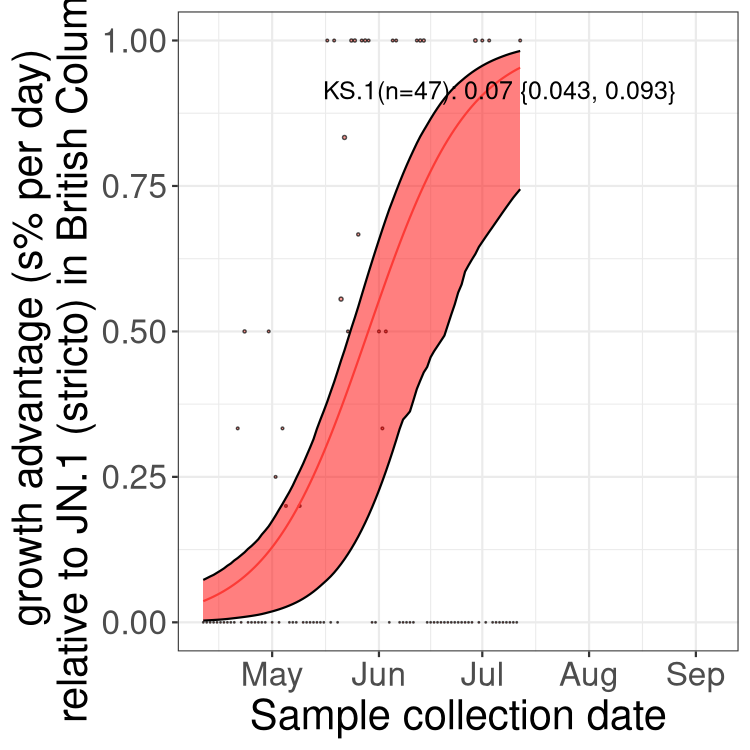 growth advantage (s% per day)
relative to JN.1 (stricto) in British Colum
1.00
0.75
0.50
0.25
0.00
KS.1(n=47): 0.07 {0.043, 0.093}
May Jun Jul Aug Sep
Sample collection date